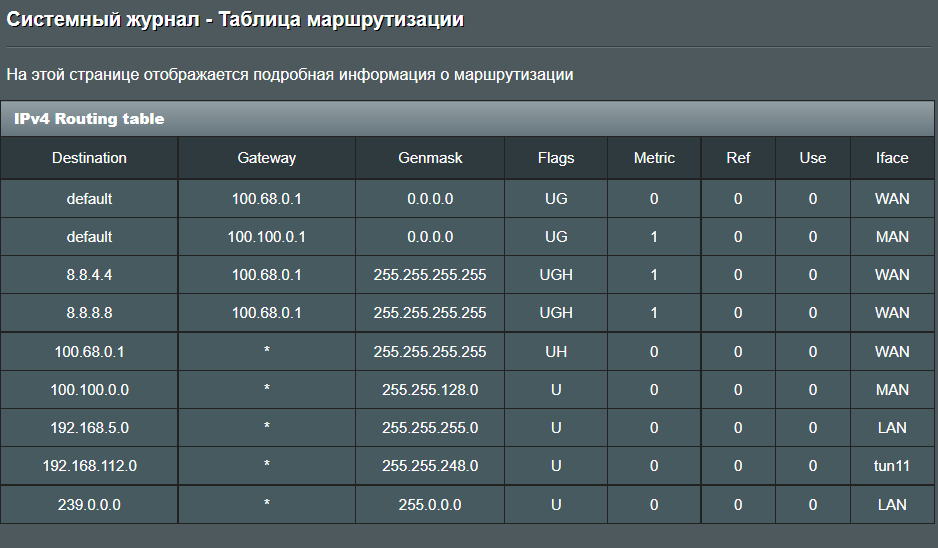 Системный журнал - Таблица маршрутизации
На этой странице отображается подробная информация о маршрутизации
IPv4 Routing table
Destination Gateway Genmask Flags Metric Ref Use Iface
default 100.68.0.1 0.0.0.0 UG 0 0 0 WAN
default 100.100.0.1 0.0.0.0 UG 1 0 0 MAN
8.8.4.4 100.68.0.1 255.255.255.255 UGH 1 0 0 WAN
8.8.8.8 100.68.0.1 255.255.255.255 UGH 1 0 0 WAN
100.68.0.1 * 255.255.255.255 UH 0 0 0 WAN
100.100.0.0 * 255.255.128.0 U 0 0 0 MAN
192.168.5.0 * 255.255.255.0 U 0 0 0 LAN
192.168.112.0 * 255.255.248.0 U 0 0 0 tun11
239.0.0.0 * 255.0.0.0 U 0 0 0 LAN